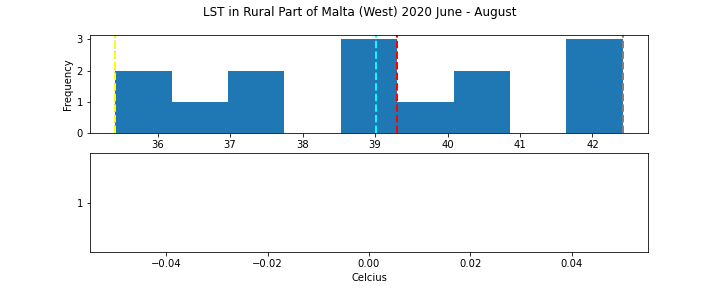 LST in Rural Part of Malta (West) 2020 June - August
Frequency
3
2
1
0
36 37 38 39 40 41 42
1
−0.04 −0.02 0.00 0.02 0.04
Celcius